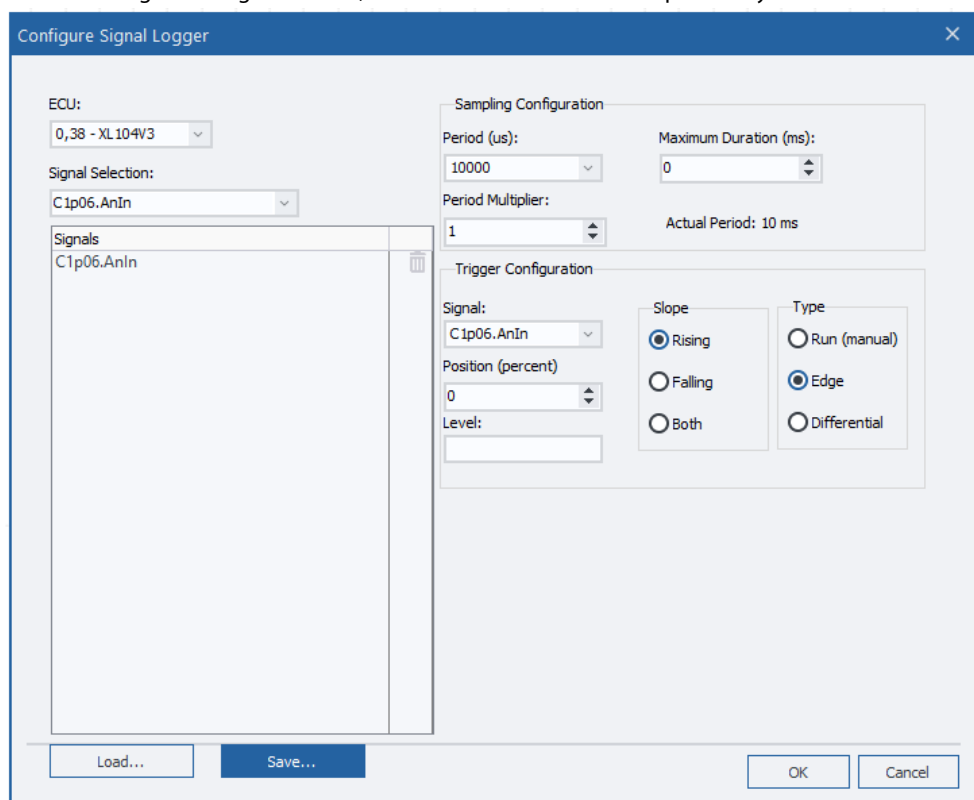 Configure Signal Logger
ECU:
0,38 - XL104V3
Signal Selection:
C1p06.AnIn
Signals
C1p06.AnIn
Sampling Configuration
Period (us):
Maximum Duration (ms):
10000
0
Period Multiplier:
1
Actual Period: 10 ms
Trigger Configuration
Signal:
C1p06.AnIn
Position (percent)
0
Level:
Slope
Rising
Falling
Both
Type
Run (manual)
Edge
Differential
Load...
Save...
OK
Cancel